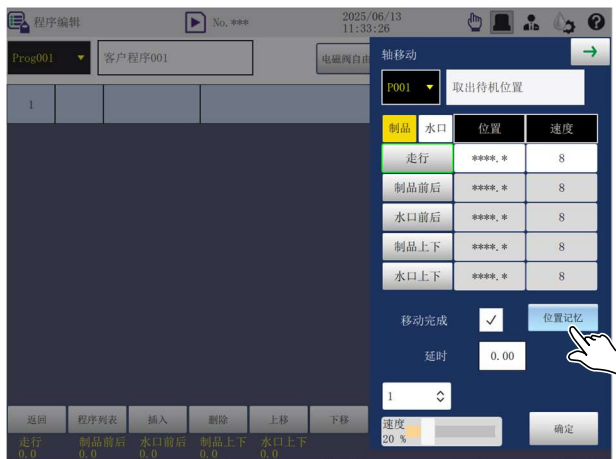 程序编辑
No. ***
2025/06/13
11:33:26
Prog001
客户程序001
电磁阀自由
1
轴移动
P001
取出待机位置
制品 水口 位置 速度
走行 ****.* 8
制品前后 ****.* 8
水口前后 ****.* 8
制品上下 ****.* 8
水口上下 ****.* 8
移动完成
位置记忆
延时 0.00
1
速度
20 %
确定
返回 程序列表 插入 删除 上移 下移
走行 制品前后 水口前后 制品上下 水口上下
0.0 0.0 0.0 0.0 0.0